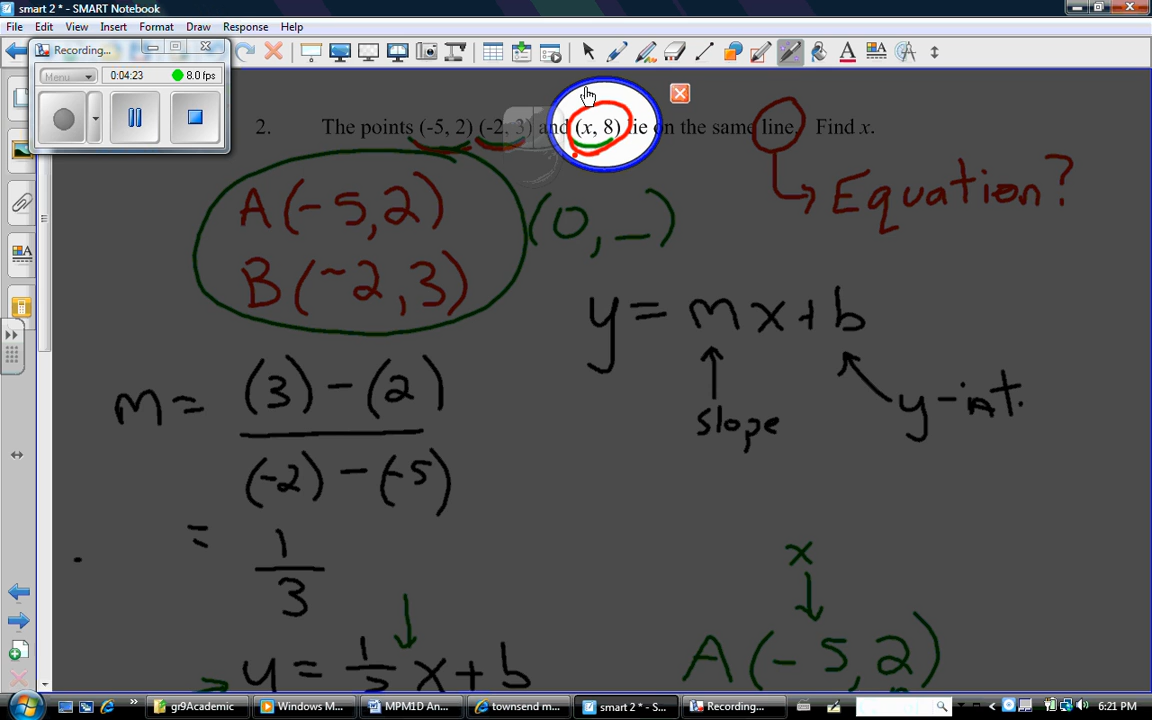 smart 2 * - SMART Notebook
File Edit View Insert Format Draw Response Help
Recording...
Menu 0:04:23 8.0 fps
2. The points (-5, 2) (-2, 3) and (x, 8) lie on the same line. Find x.
Equation?
A(-5,2)
(0, _)
B(-2,3)
y = mx+b
slope
y-int.
m = (3) - (2)
(-2) - (-5)
= 1
3
x
y = 1 x + b
A(-5,2)
gr9Academic Windows M... MPM1D An... townsend m... smart 2 * - S... Recording... 6:21 PM